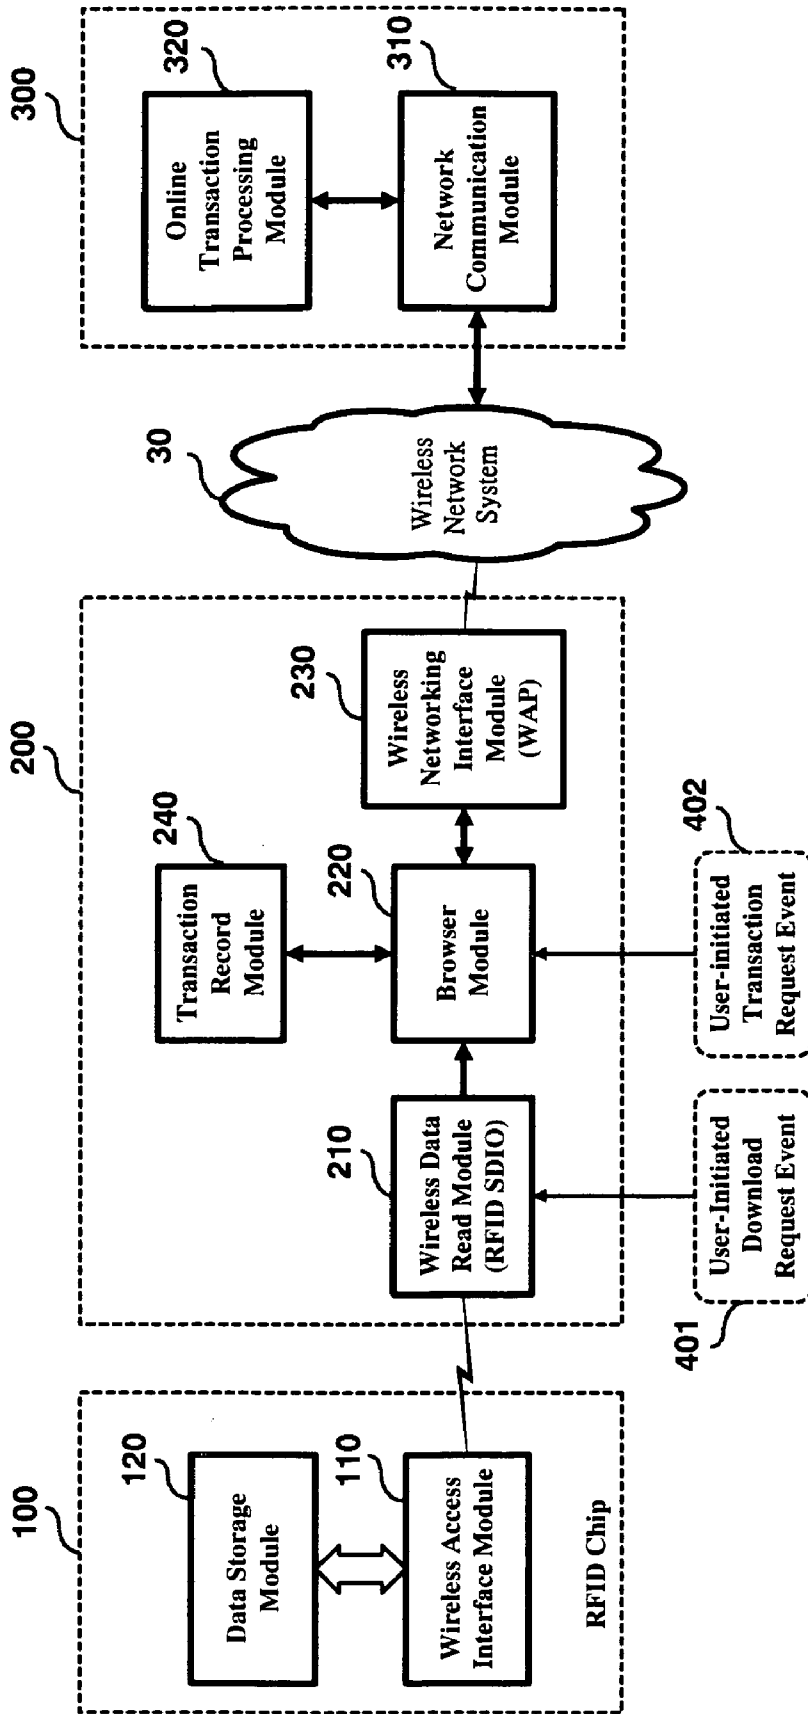 100
120
Data Storage
Module
110
Wireless Access
Interface Module
RFID Chip
200
210
Wireless Data
Read Module
(RFID SDIO)
240
Transaction
Record
Module
220
Browser
Module
230
Wireless
Networking
Interface
Module
(WAP)
401
User-Initiated
Download
Request Event
402
User-initiated
Transaction
Request Event
30
Wireless
Network
System
300
320
Online
Transaction
Processing
Module
310
Network
Communication
Module